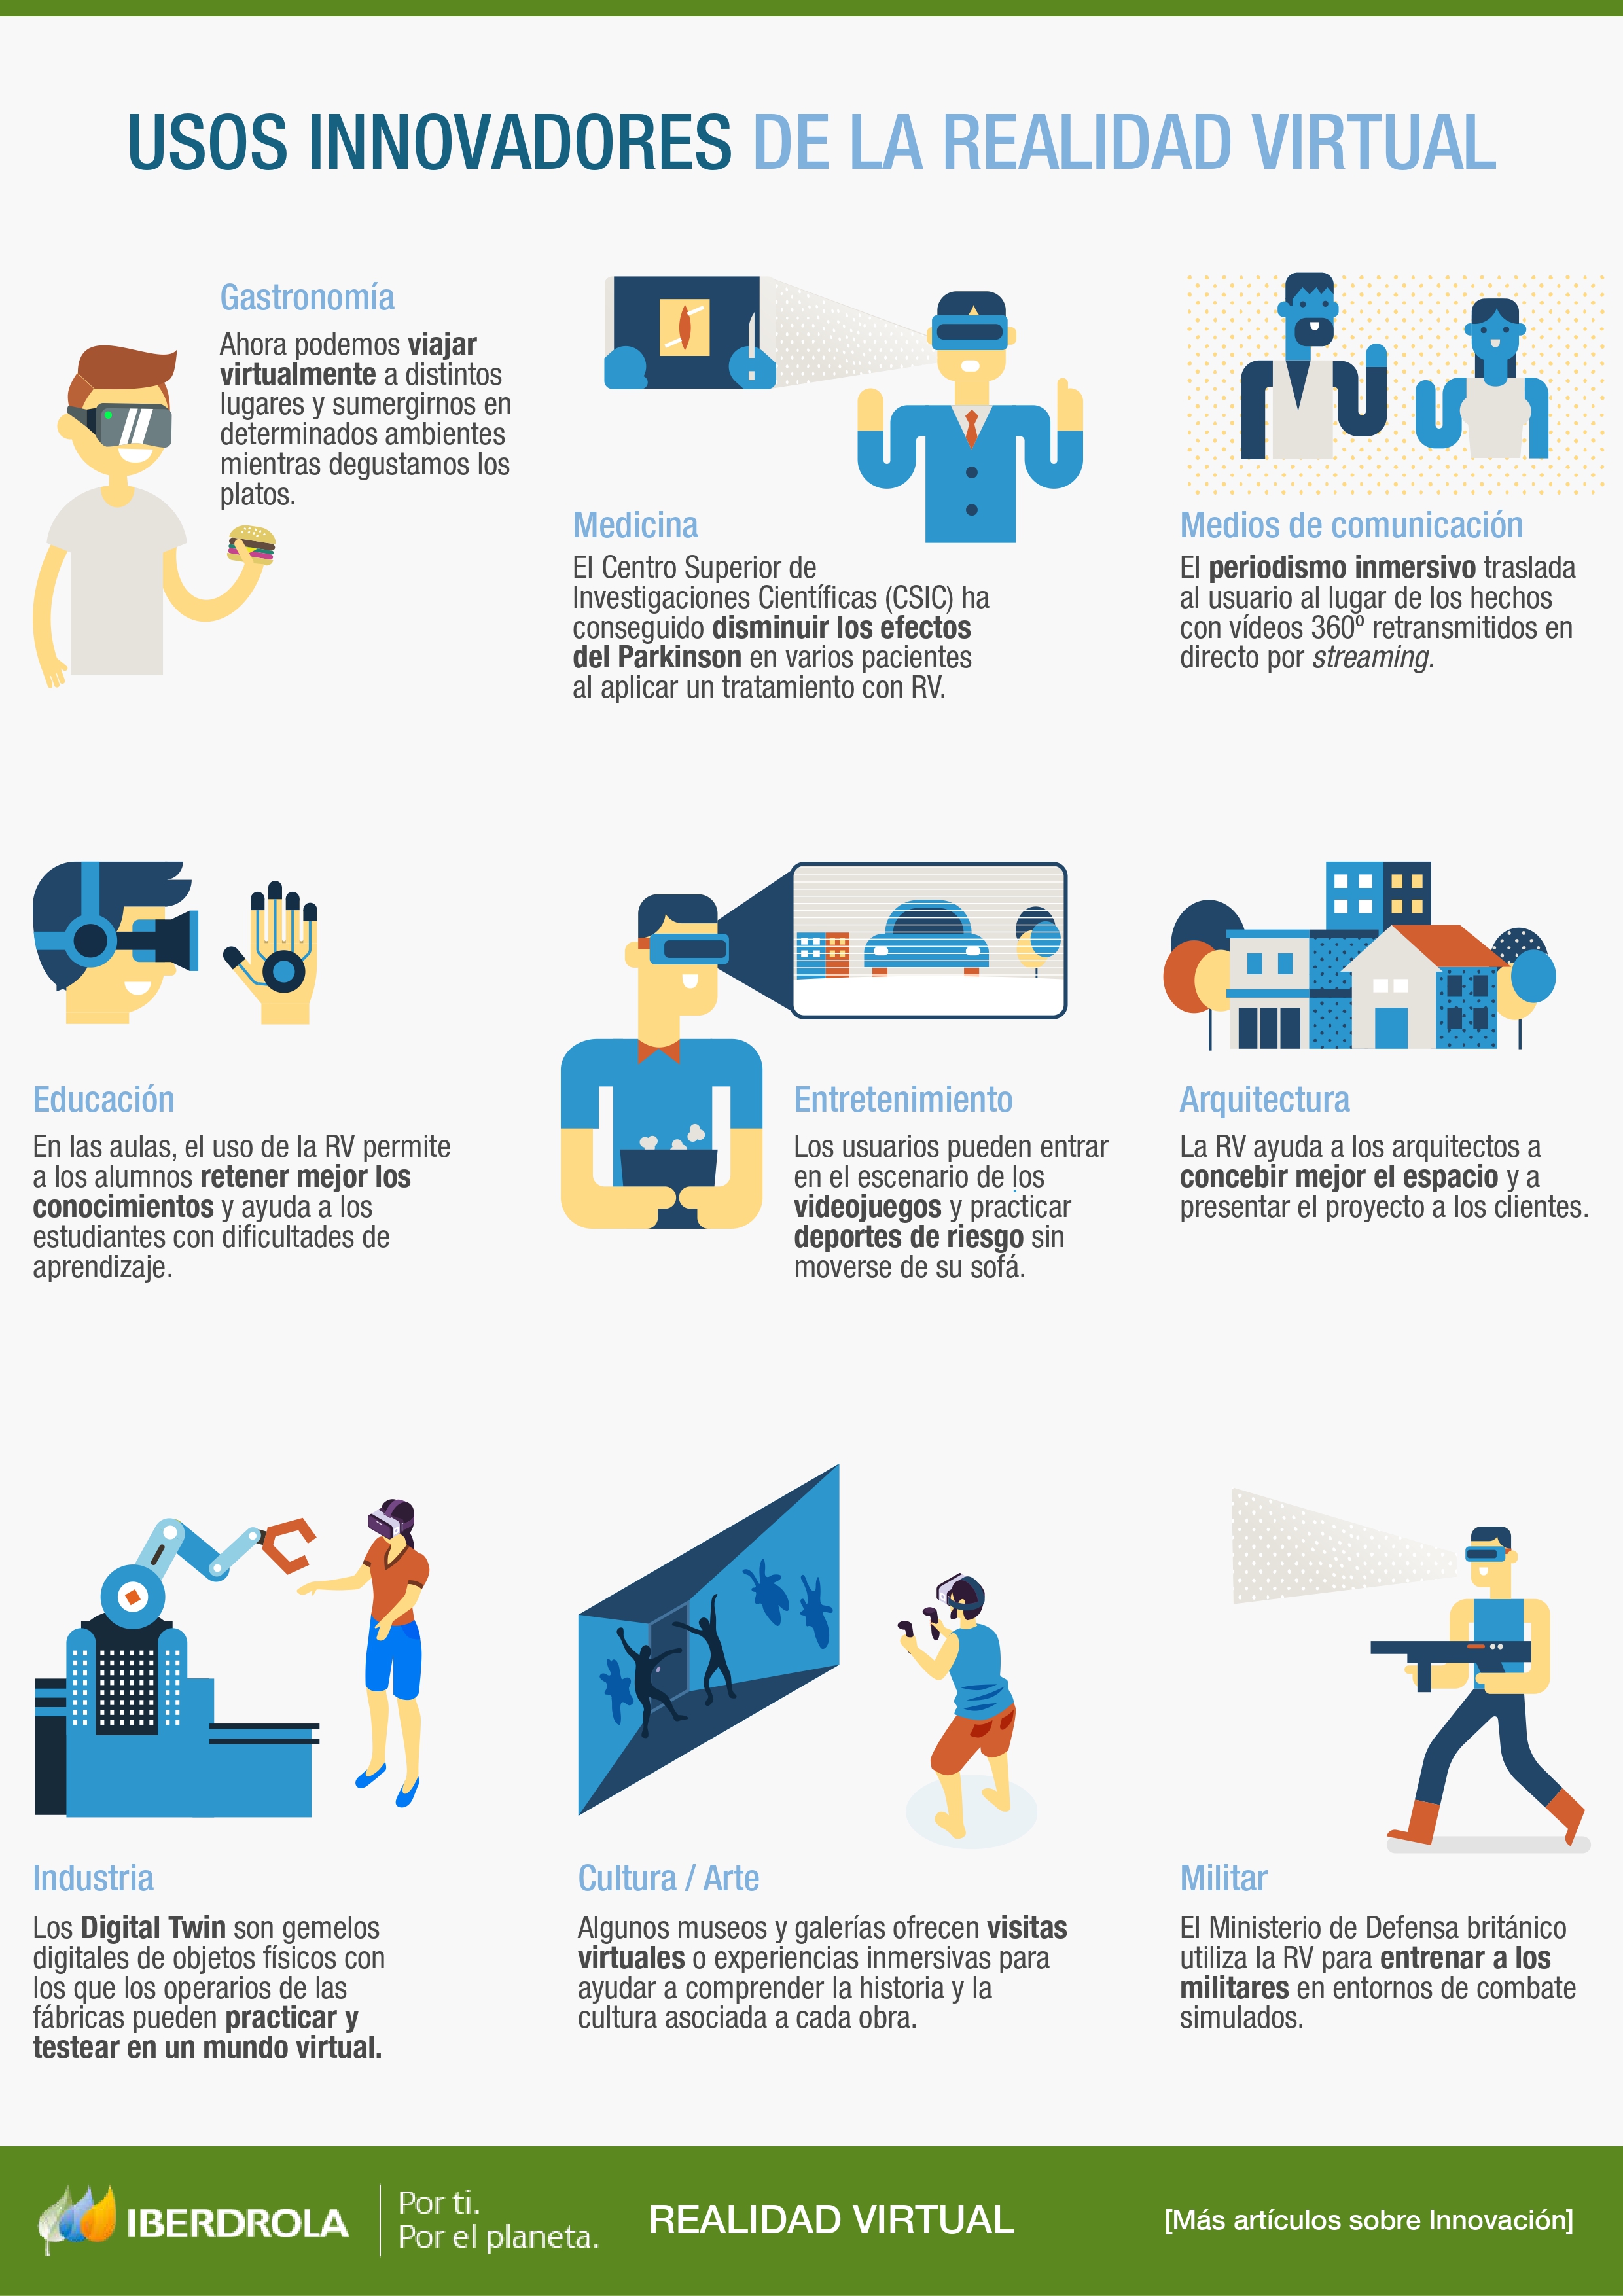 USOS INNOVADORES DE LA REALIDAD VIRTUAL
Gastronomía
Ahora podemos viajar
virtualmente a distintos
lugares y sumergirnos en
determinados ambientes
mientras degustamos los
platos.
Medicina
El Centro Superior de
Investigaciones Científicas (CSIC) ha
conseguido disminuir los efectos
del Parkinson en varios pacientes
al aplicar un tratamiento con RV.
Medios de comunicación
El periodismo inmersivo traslada
al usuario al lugar de los hechos
con vídeos 360º retransmitidos en
directo por streaming.
Educación
En las aulas, el uso de la RV permite
a los alumnos retener mejor los
conocimientos y ayuda a los
estudiantes con dificultades de
aprendizaje.
Entretenimiento
Los usuarios pueden entrar
en el escenario de los
videojuegos y practicar
deportes de riesgo sin
moverse de su sofá.
Arquitectura
La RV ayuda a los arquitectos a
concebir mejor el espacio y a
presentar el proyecto a los clientes.
Industria
Los Digital Twin son gemelos
digitales de objetos físicos con
los que los operarios de las
fábricas pueden practicar y
testear en un mundo virtual.
Cultura / Arte
Algunos museos y galerías ofrecen visitas
virtuales o experiencias inmersivas para
ayudar a comprender la historia y la
cultura asociada a cada obra.
Militar
El Ministerio de Defensa británico
utiliza la RV para entrenar a los
militares en entornos de combate
simulados.
IBERDROLA
Por ti.
Por el planeta.
REALIDAD VIRTUAL
[Más artículos sobre Innovación]